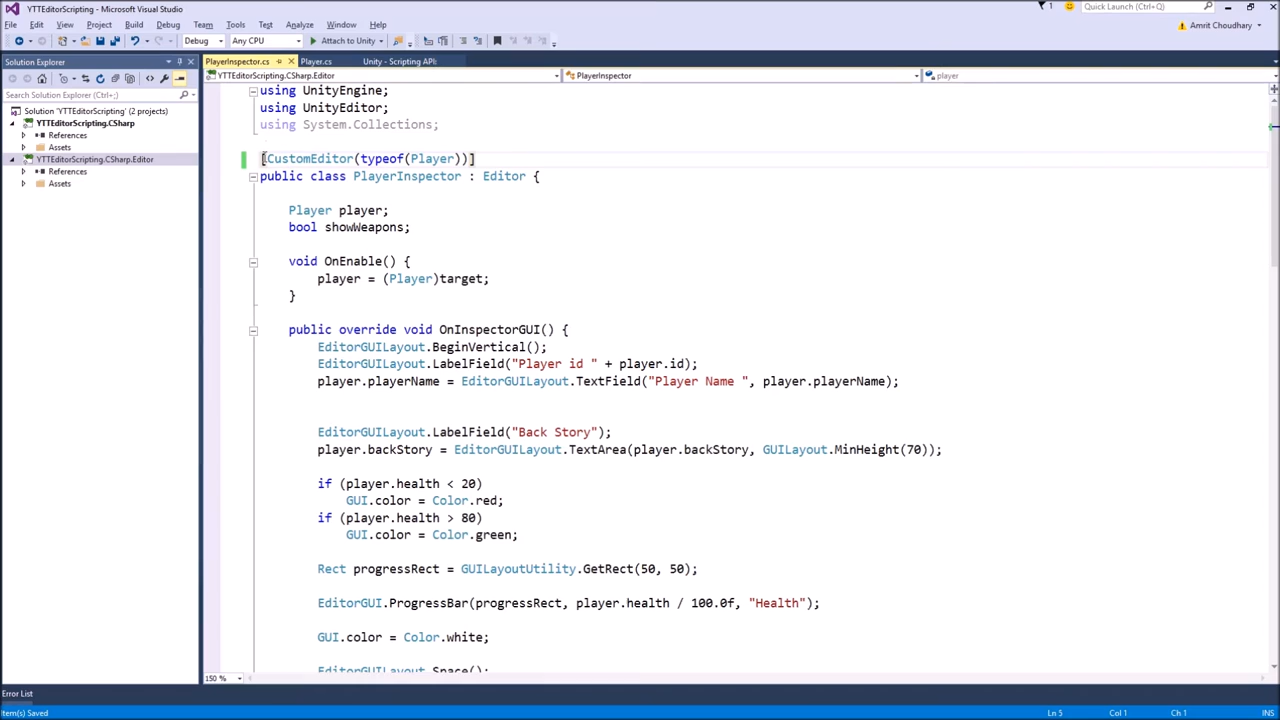 YTTEditorScripting - Microsoft Visual Studio
1
Quick Launch (Ctrl+Q)
File Edit View Project Build Debug Team Tools Test Analyze Window Help
Amrit Choudhary
Debug Any CPU Attach to Unity
Solution Explorer
PlayerInspector.cs Player.cs Unity - Scripting API:
YTTEditorScripting.CSharp.Editor PlayerInspector player
Search Solution Explorer (Ctrl+;)
Solution 'YTTEditorScripting' (2 projects)
YTTEditorScripting.CSharp
References
Assets
YTTEditorScripting.CSharp.Editor
References
Assets
using UnityEngine;
using UnityEditor;
using System.Collections;
[CustomEditor(typeof(Player))]
public class PlayerInspector : Editor {
Player player;
bool showWeapons;
void OnEnable() {
player = (Player)target;
}
public override void OnInspectorGUI() {
EditorGUILayout.BeginVertical();
EditorGUILayout.LabelField("Player id " + player.id);
player.playerName = EditorGUILayout.TextField("Player Name ", player.playerName);
EditorGUILayout.LabelField("Back Story");
player.backStory = EditorGUILayout.TextArea(player.backStory, GUILayout.MinHeight(70));
if (player.health < 20)
GUI.color = Color.red;
if (player.health > 80)
GUI.color = Color.green;
Rect progressRect = GUILayoutUtility.GetRect(50, 50);
EditorGUI.ProgressBar(progressRect, player.health / 100.0f, "Health");
GUI.color = Color.white;
EditorGUILayout.Space();
150 %
Error List
Item(s) Saved
Ln 5 Col 1 Ch 1 INS